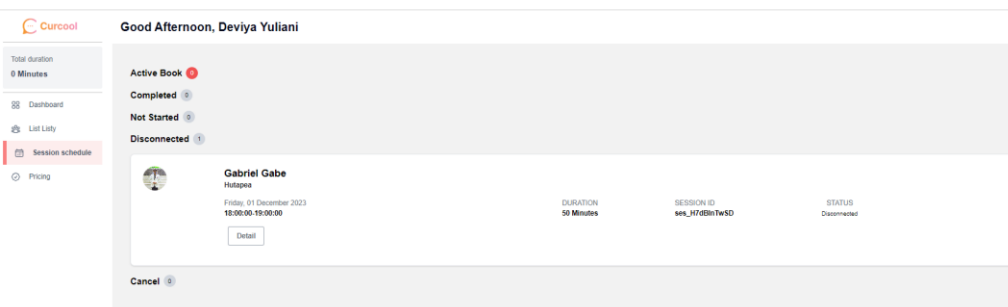 Curcool
Good Afternoon, Deviya Yuliani
Total duration
0 Minutes
Dashboard
List Listy
Session schedule
Pricing
Active Book 0
Completed 0
Not Started 0
Disconnected 1
Gabriel Gabe
Hutapea
Friday, 01 December 2023
18:00:00-19:00:00
Detail
DURATION
50 Minutes
SESSION ID
ses_H7dBInTwSD
STATUS
Disconnected
Cancel 0